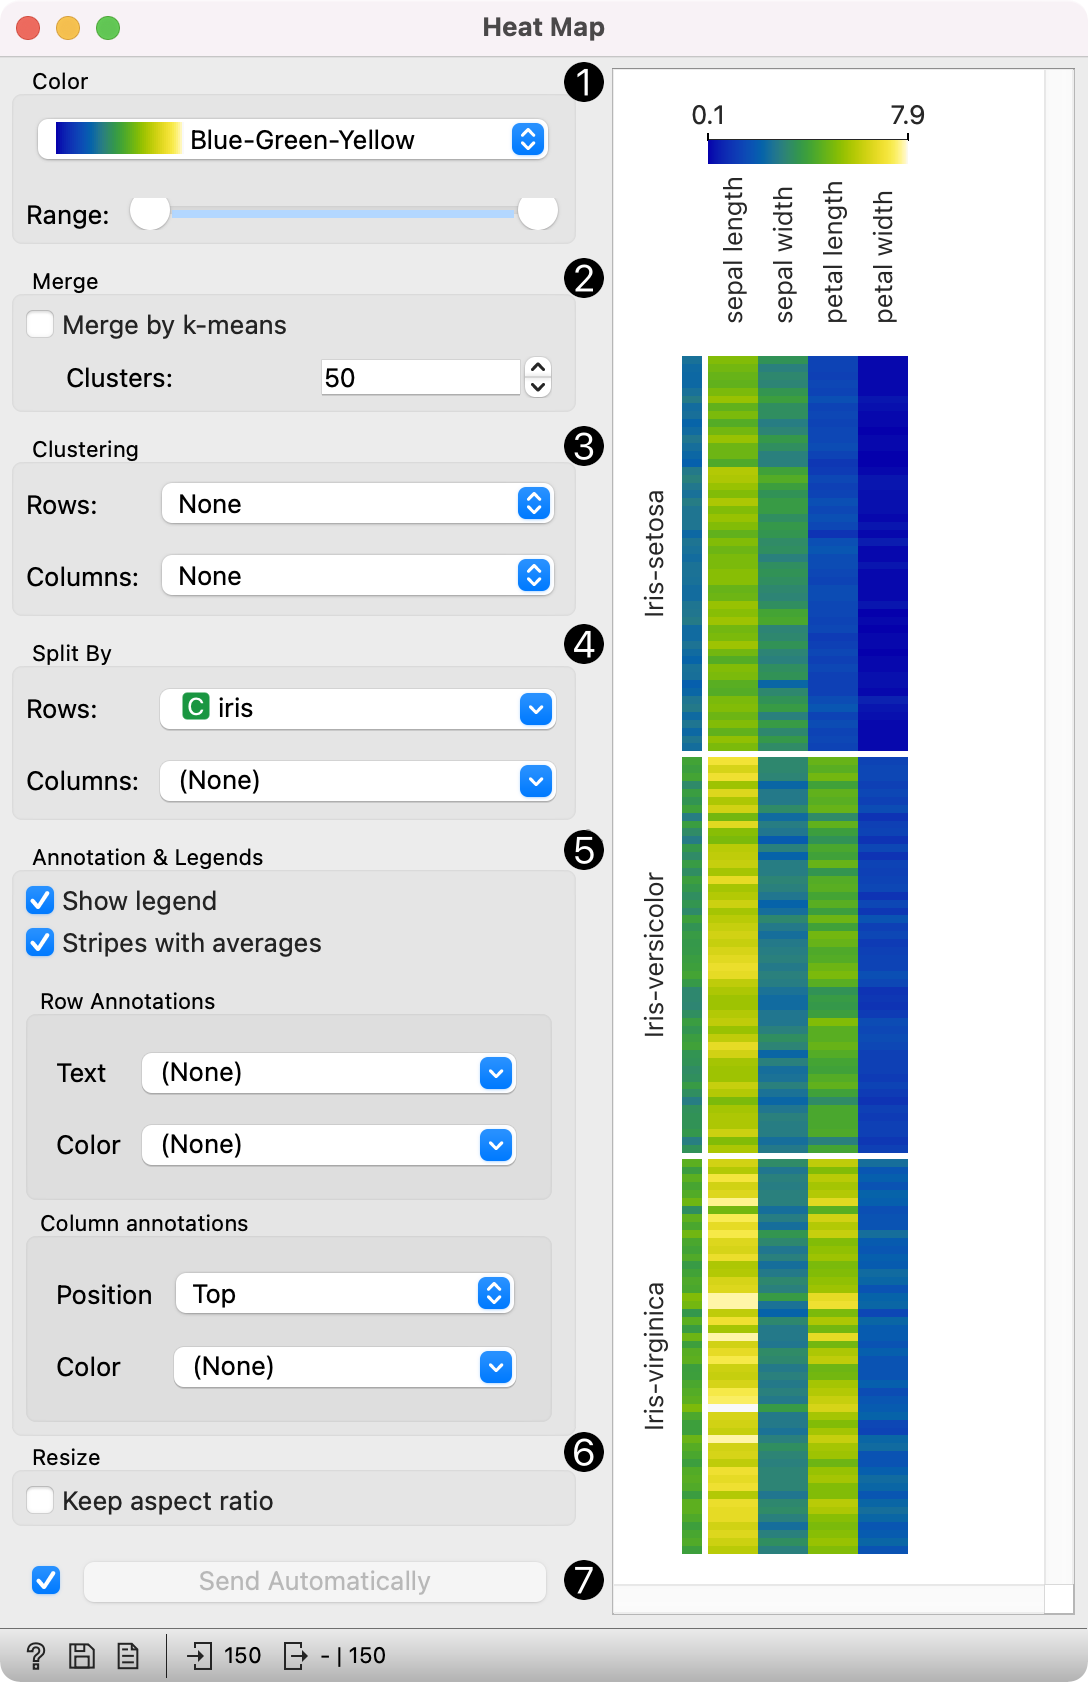 Heat Map
Color
1
Blue-Green-Yellow
Range:
Merge
2
Merge by k-means
Clusters:
50
Clustering
3
Rows:
None
Columns:
None
Split By
4
Rows:
C iris
Columns:
(None)
Annotation & Legends
5
Show legend
Stripes with averages
Row Annotations
Text
(None)
Color
(None)
Column annotations
Position
Top
Color
(None)
Resize
6
Keep aspect ratio
Send Automatically
7
? 150 - | 150
0.1 7.9
sepal length
sepal width
petal length
petal width
Iris-setosa
Iris-versicolor
Iris-virginica